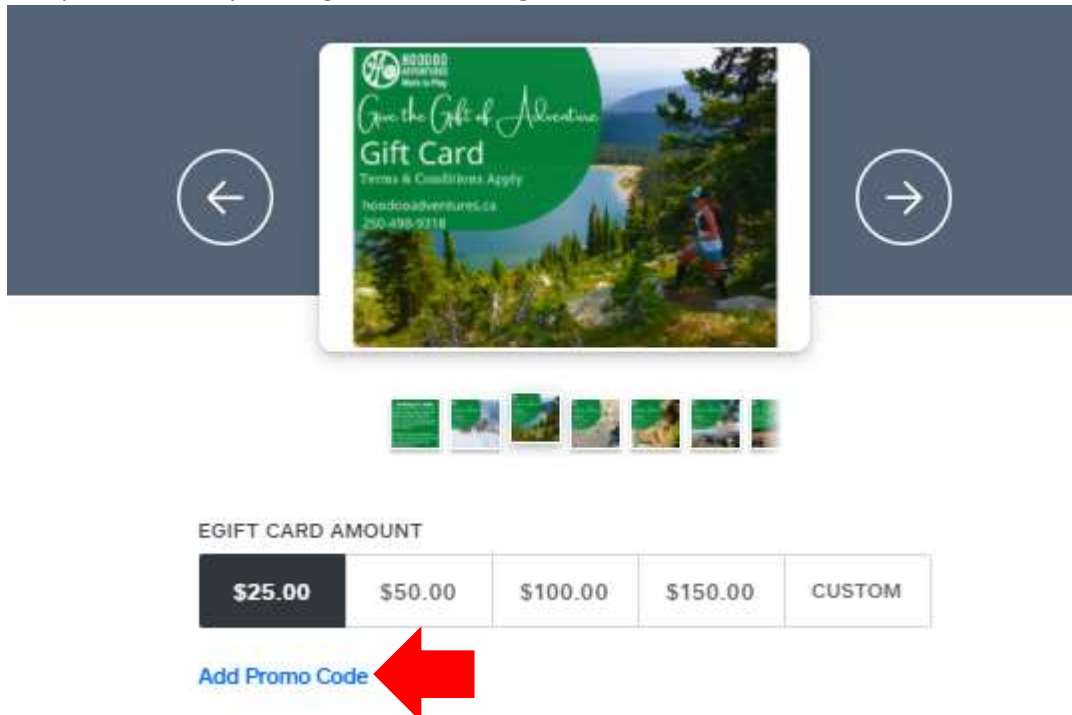 HOODOO
ADVENTURES
Give the Gift of Adventure
Gift Card
Terms & Conditions Apply
hoodooadventures.ca
250-498-9318
EGIFT CARD AMOUNT
$25.00 $50.00 $100.00 $150.00 CUSTOM
Add Promo Code